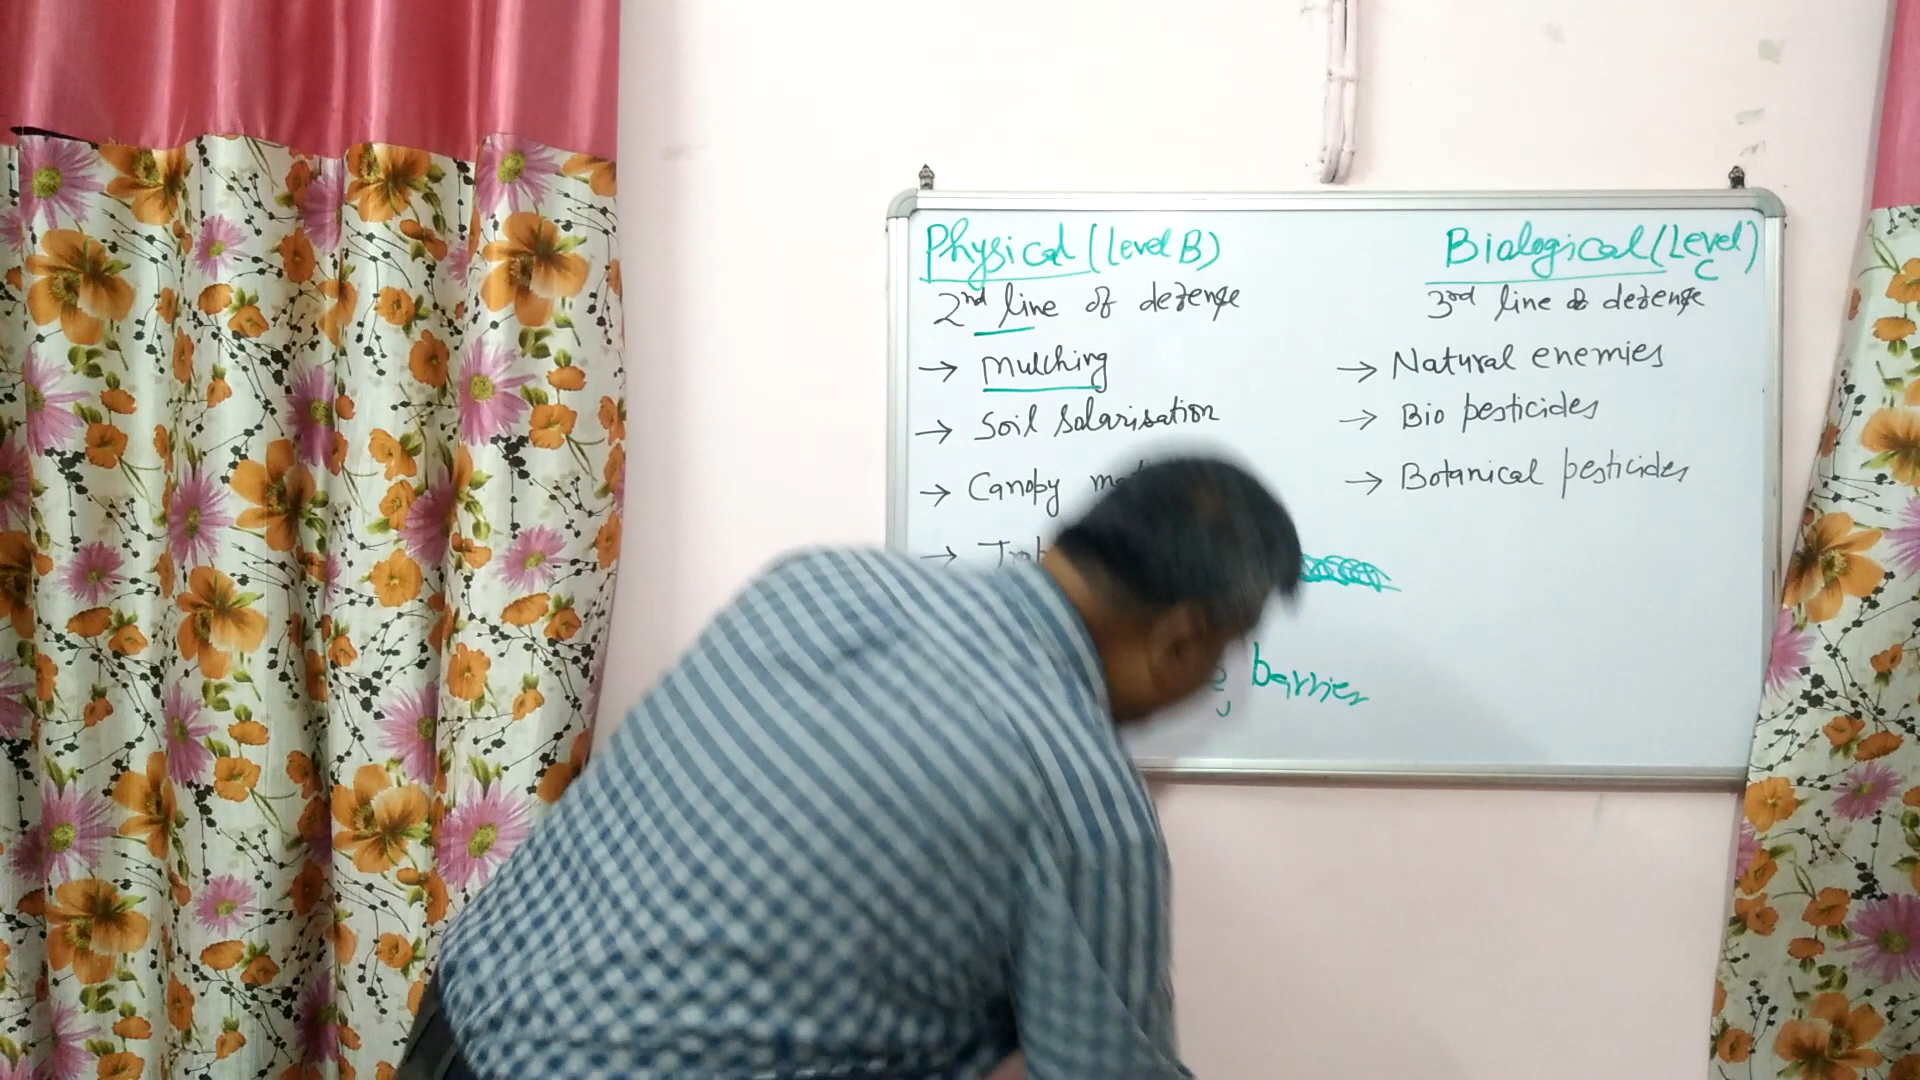 Physical (Level B)
2nd line of defense
→ Mulching
→ Soil solarisation
→ Canopy
→
barrier
Biological (Level C)
3rd line of defense
→ Natural enemies
→ Bio pesticides
→ Botanical pesticides